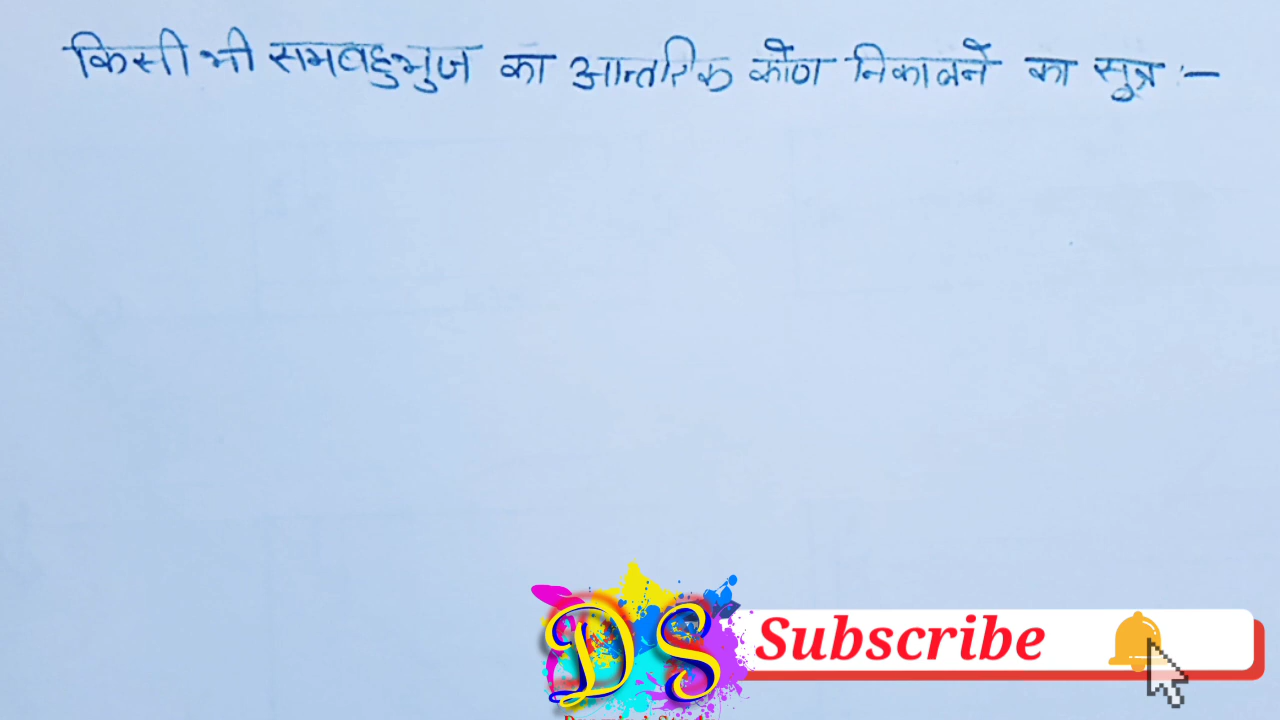 किसी भी समबहुभुज का आन्तरिक कोण निकालने का सूत्र :-
DS
Subscribe